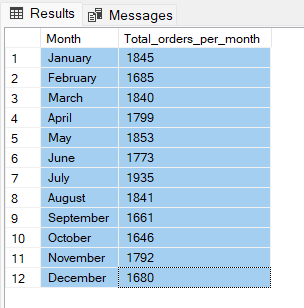 Results Messages
Month Total_orders_per_month
1 January 1845
2 February 1685
3 March 1840
4 April 1799
5 May 1853
6 June 1773
7 July 1935
8 August 1841
9 September 1661
10 October 1646
11 November 1792
12 December 1680